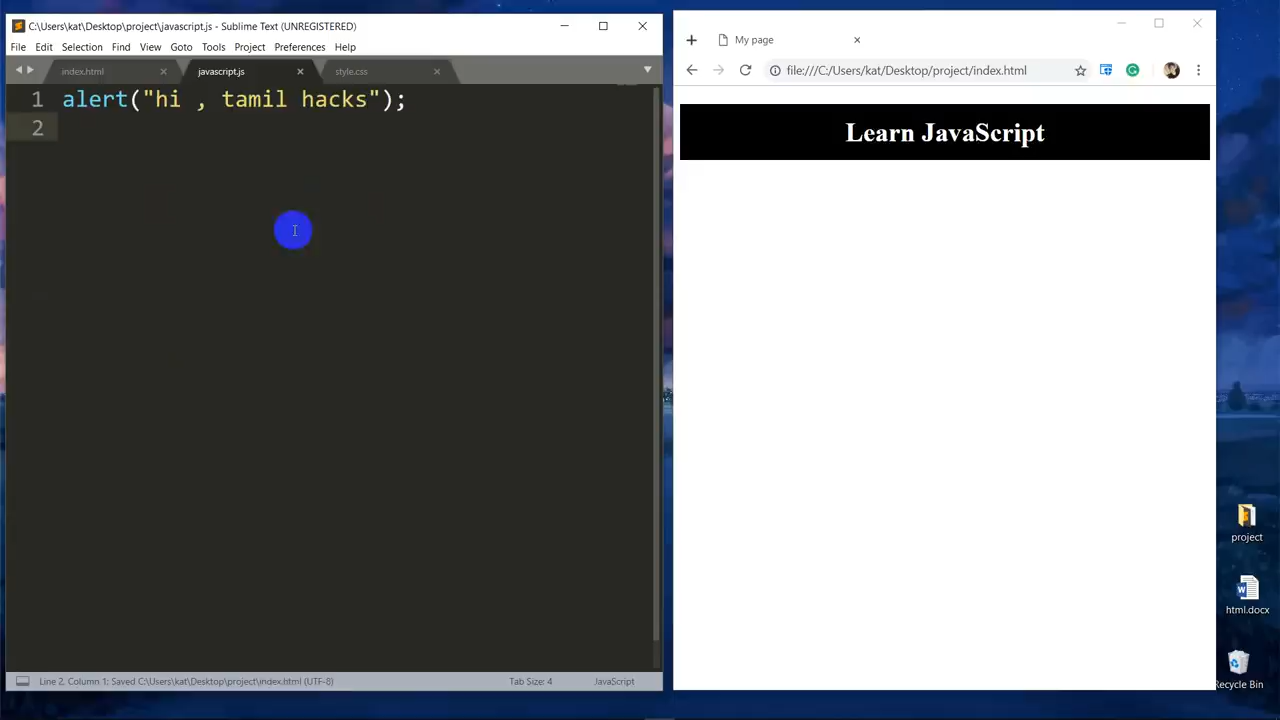 C:\Users\kat\Desktop\project\javascript.js - Sublime Text (UNREGISTERED)
File Edit Selection Find View Goto Tools Project Preferences Help
index.html javascript.js style.css
1 alert("hi , tamil hacks");
2
Line 2, Column 1; Saved C:\Users\kat\Desktop\project\index.html (UTF-8) Tab Size: 4 JavaScript
My page
file:///C:/Users/kat/Desktop/project/index.html
Learn JavaScript
project
html.docx
Recycle Bin